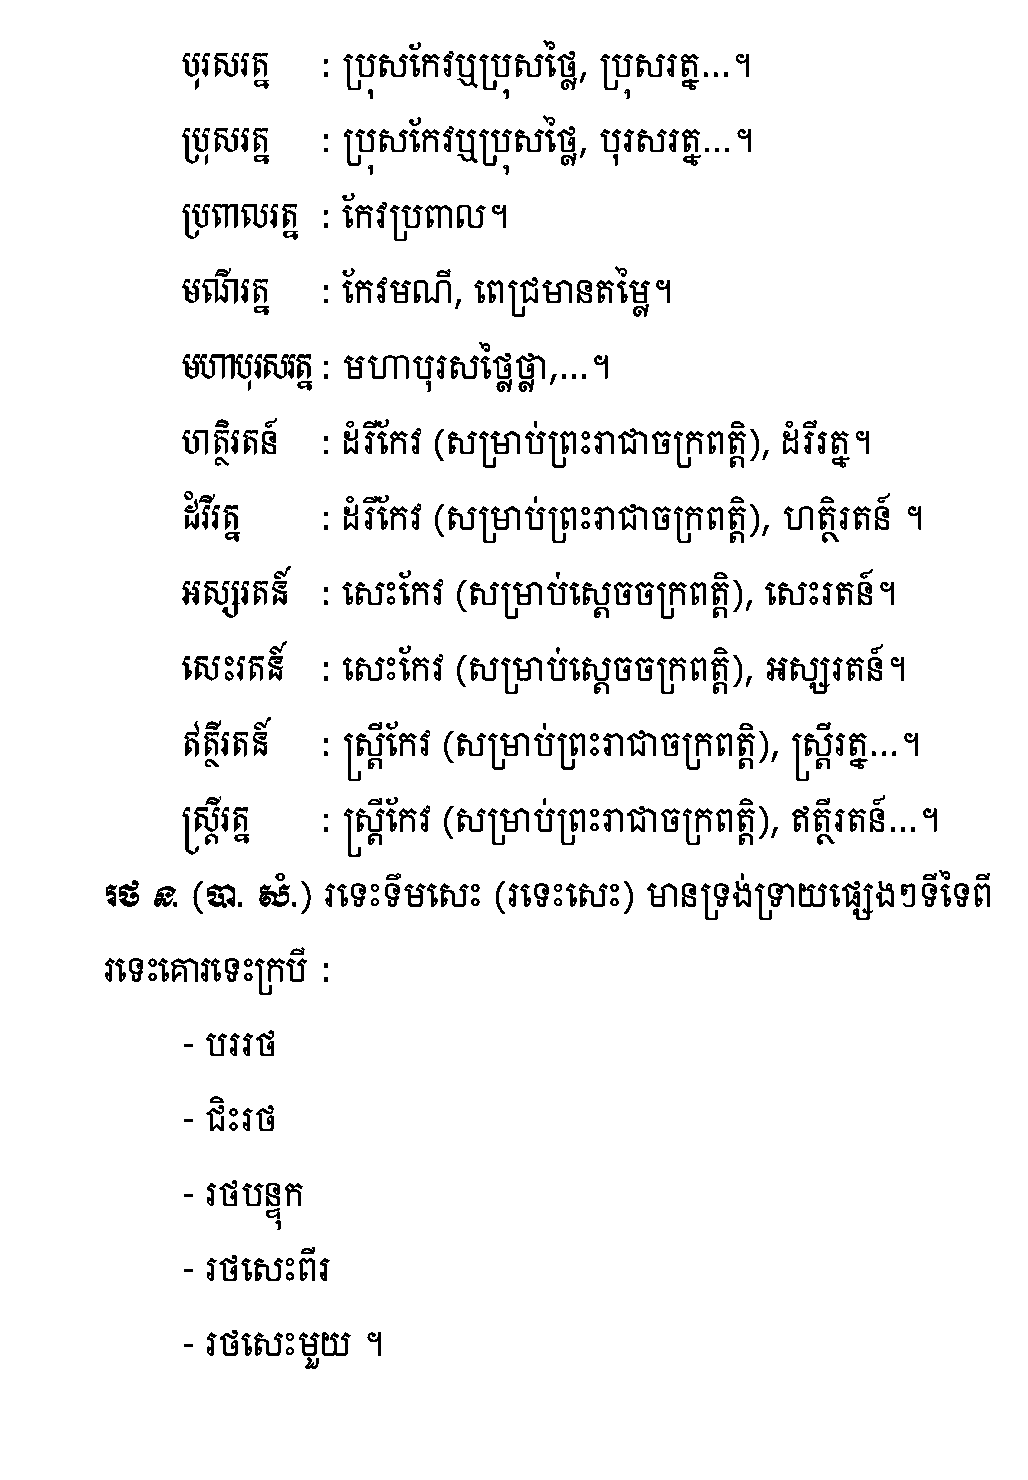 បុរសរត្ន : ប្រុសកែវឬប្រុសថ្លៃ, ប្រុសរត្ន...។
ប្រុសរត្ន : ប្រុសកែវឬប្រុសថ្លៃ, បុរសរត្ន...។
ប្រពាលរត្ន : កែវប្រពាល។
មណីរត្ន : កែវមណី, ពេជ្រមានតម្លៃ។
មហាបុរសរត្ន : មហាបុរសថ្លៃថ្លា,...។
ហត្ថិរតន៍ : ដំរីកែវ (សម្រាប់ព្រះរាជាចក្រពត្តិ), ដំរីរត្ន។
ដំរីរត្ន : ដំរីកែវ (សម្រាប់ព្រះរាជាចក្រពត្តិ), ហត្ថិរតន៍ ។
អស្សរតន៍ : សេះកែវ (សម្រាប់ស្តេចចក្រពត្តិ), សេះរតន៍។
សេះរតន៍ : សេះកែវ (សម្រាប់ស្តេចចក្រពត្តិ), អស្សរតន៍។
ឥត្ថីរតន៍ : ស្ត្រីកែវ (សម្រាប់ព្រះរាជាចក្រពត្តិ), ស្ត្រីរត្ន...។
ស្ត្រីរត្ន : ស្ត្រីកែវ (សម្រាប់ព្រះរាជាចក្រពត្តិ), ឥត្ថីរតន៍...។
រថ ន. (បា. សំ.) រទេះទឹមសេះ (រទេះសេះ) មានទ្រង់ទ្រាយផ្សេងៗទីទៃពី
រទេះគោរទេះក្របី :
- បររថ
- ជិះរថ
- រថបន្ទុក
- រថសេះពីរ
- រថសេះមួយ ។